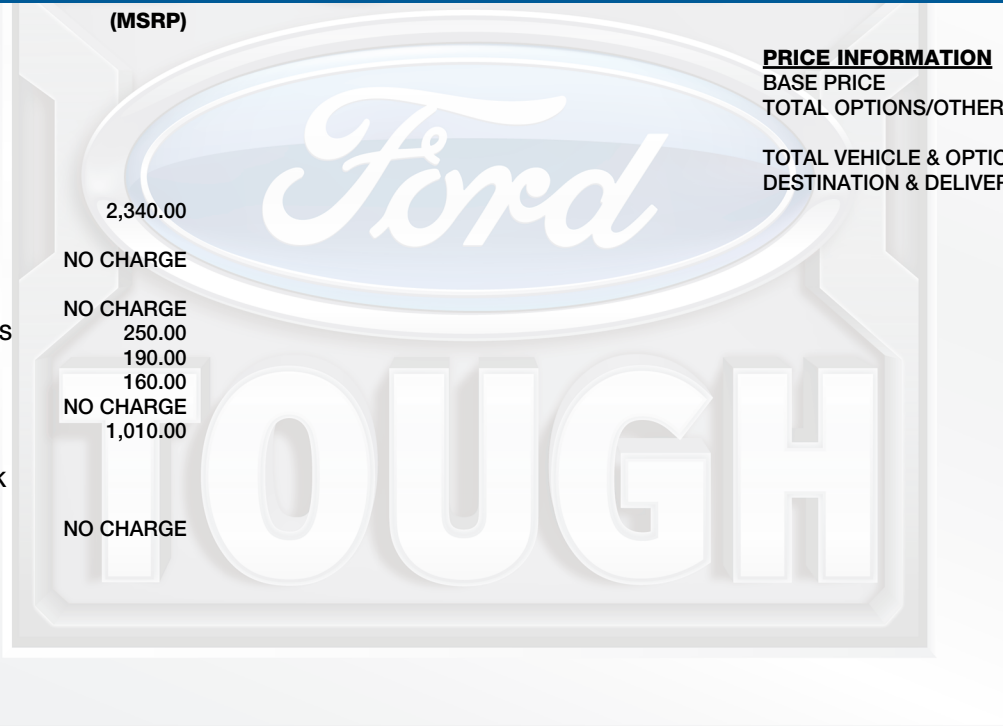 (MSRP)
PRICE INFORMATION
BASE PRICE
TOTAL OPTIONS/OTHER
TOTAL VEHICLE & OPTIO
DESTINATION & DELIVER
2,340.00
NO CHARGE
NO CHARGE
S 250.00
190.00
160.00
NO CHARGE
1,010.00
K
NO CHARGE
Ford
TOUGH